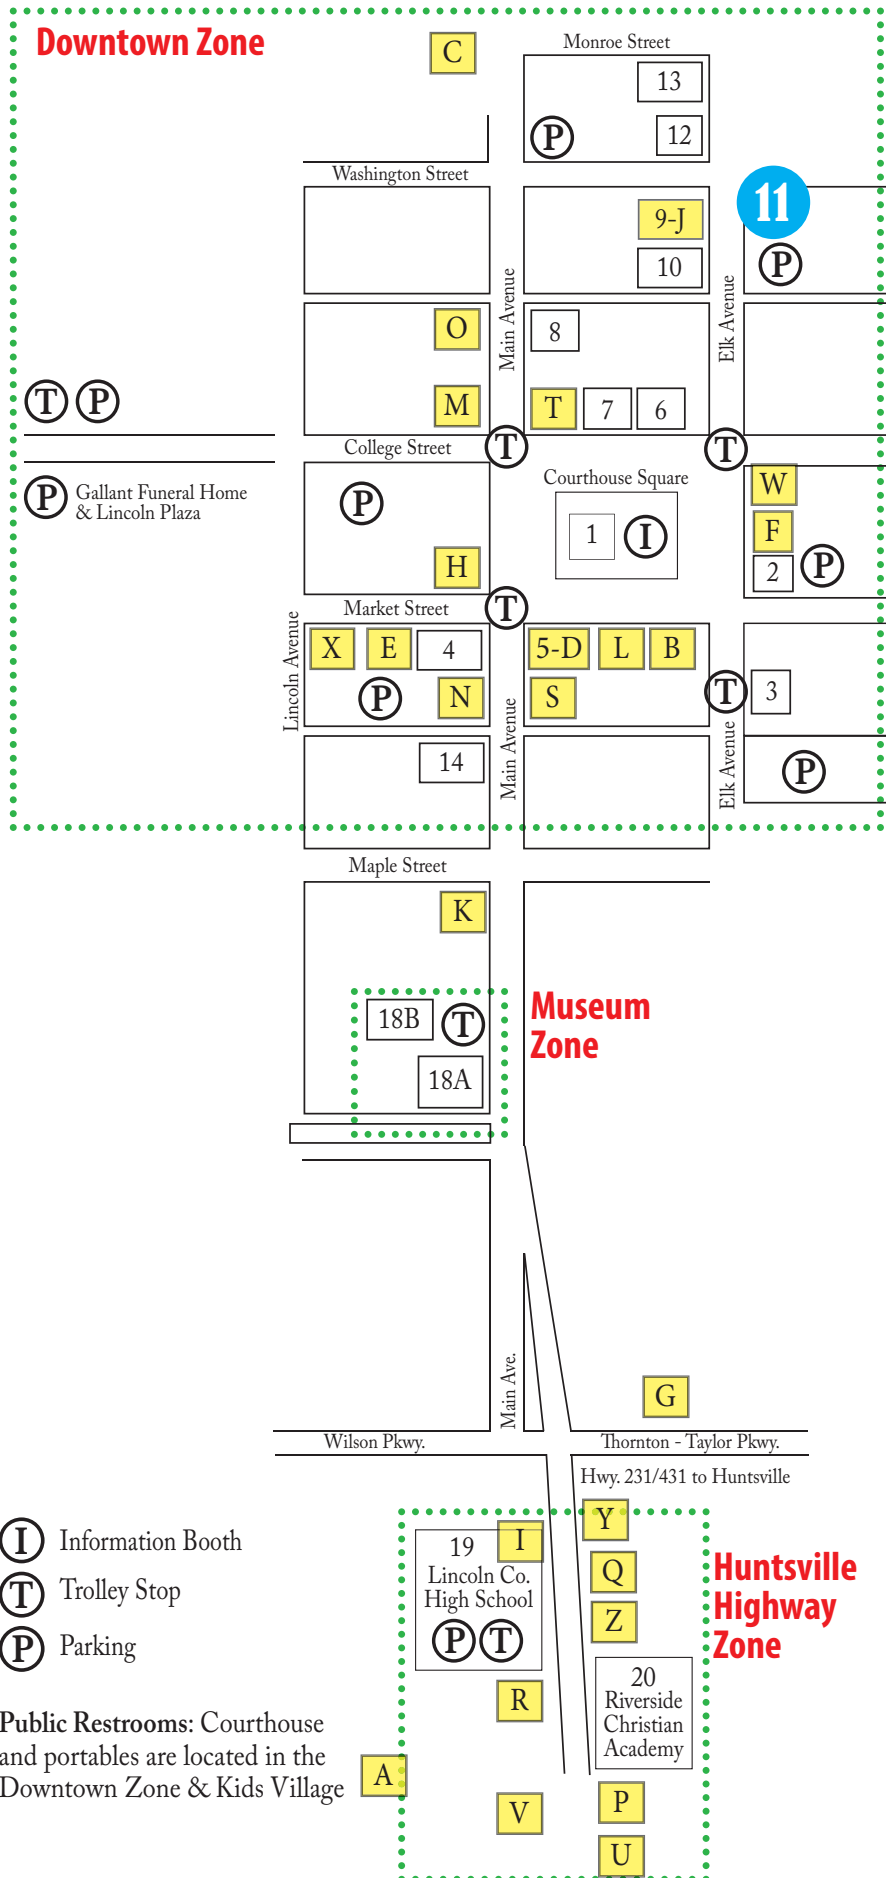 Downtown Zone
C
Monroe Street
13
P
12
Washington Street
11
9-J
P
10
Main Avenue
Elk Avenue
O
8
T P
M
T
7
6
College Street
T
T
P
Gallant Funeral Home
& Lincoln Plaza
Courthouse Square
W
P
1
I
F
H
2
P
Market Street
T
Lincoln Avenue
X
E
4
5-D
L
B
P
N
S
T
3
Main Avenue
Elk Avenue
14
P
Maple Street
K
Museum
Zone
18B
T
18A
Main Ave.
G
Wilson Pkwy.
Thornton - Taylor Pkwy.
Hwy. 231/431 to Huntsville
I Information Booth
T Trolley Stop
P Parking
19
Lincoln Co.
High School
P T
I
Y
Q
Z
Huntsville
Highway
Zone
R
20
Riverside
Christian
Academy
Public Restrooms: Courthouse
and portables are located in the
Downtown Zone & Kids Village
A
V
P
U